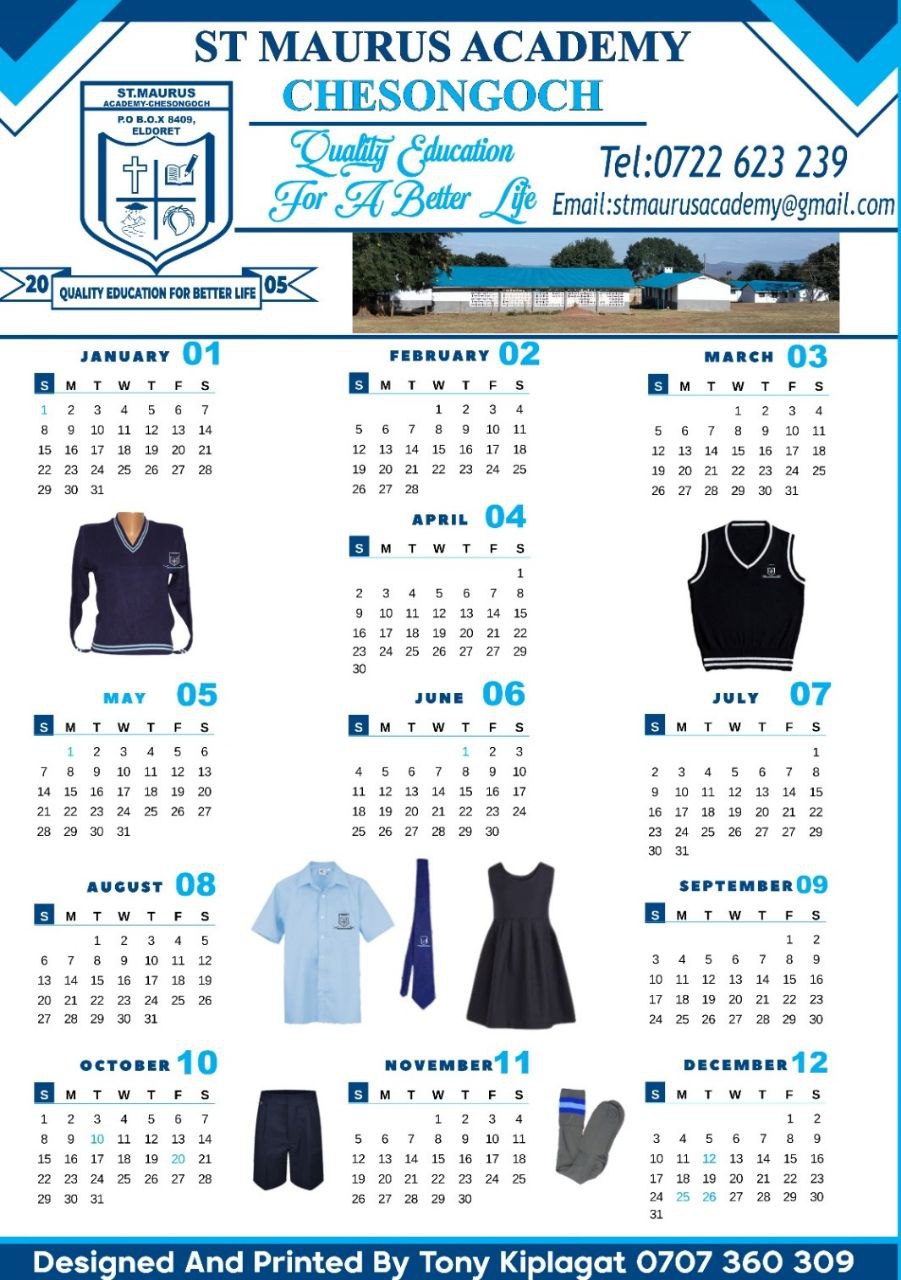 ST MAURUS ACADEMY
CHESONGOCH
ST.MAURUS
ACADEMY-CHESONGOCH
P.O B.O.X 8409,
ELDORET
20 QUALITY EDUCATION FOR BETTER LIFE 05
Quality Education
For A Better Life
Tel:0722 623 239
Email:stmaurusacademy@gmail.com
JANUARY 01
S M T W T F S
1 2 3 4 5 6 7
8 9 10 11 12 13 14
15 16 17 18 19 20 21
22 23 24 25 26 27 28
29 30 31
FEBRUARY 02
S M T W T F S
1 2 3 4
5 6 7 8 9 10 11
12 13 14 15 16 17 18
19 20 21 22 23 24 25
26 27 28
MARCH 03
S M T W T F S
1 2 3 4
5 6 7 8 9 10 11
12 13 14 15 16 17 18
19 20 21 22 23 24 25
26 27 28 29 30 31
APRIL 04
S M T W T F S
1
2 3 4 5 6 7 8
9 10 11 12 13 14 15
16 17 18 19 20 21 22
23 24 25 26 27 28 29
30
MAY 05
S M T W T F S
1 2 3 4 5 6
7 8 9 10 11 12 13
14 15 16 17 18 19 20
21 22 23 24 25 26 27
28 29 30 31
JUNE 06
S M T W T F S
1 2 3
4 5 6 7 8 9 10
11 12 13 14 15 16 17
18 19 20 21 22 23 24
25 26 27 28 29 30
JULY 07
S M T W T F S
1
2 3 4 5 6 7 8
9 10 11 12 13 14 15
16 17 18 19 20 21 22
23 24 25 26 27 27 29
30 31
AUGUST 08
S M T W T F S
1 2 3 4 5
6 7 8 9 10 11 12
13 14 15 16 17 18 19
20 21 22 23 24 25 26
27 28 29 30 31
SEPTEMBER 09
S M T W T F S
1 2
3 4 5 6 7 8 9
10 11 12 13 14 15 16
17 18 19 20 21 22 23
24 25 26 27 28 29 30
OCTOBER 10
S M T W T F S
1 2 3 4 5 6 7
8 9 10 11 12 13 14
15 16 17 18 19 20 21
22 23 24 25 26 27 28
29 30 31
NOVEMBER 11
S M T W T F S
1 2 3 4
5 6 7 8 9 10 11
12 13 14 15 16 17 18
19 20 21 22 23 24 25
26 27 28 29 30
DECEMBER 12
S M T W T F S
1 2
3 4 5 6 7 8 9
10 11 12 13 14 15 16
17 18 19 20 21 22 23
24 25 26 27 28 29 30
31
Designed And Printed By Tony Kiplagat 0707 360 309